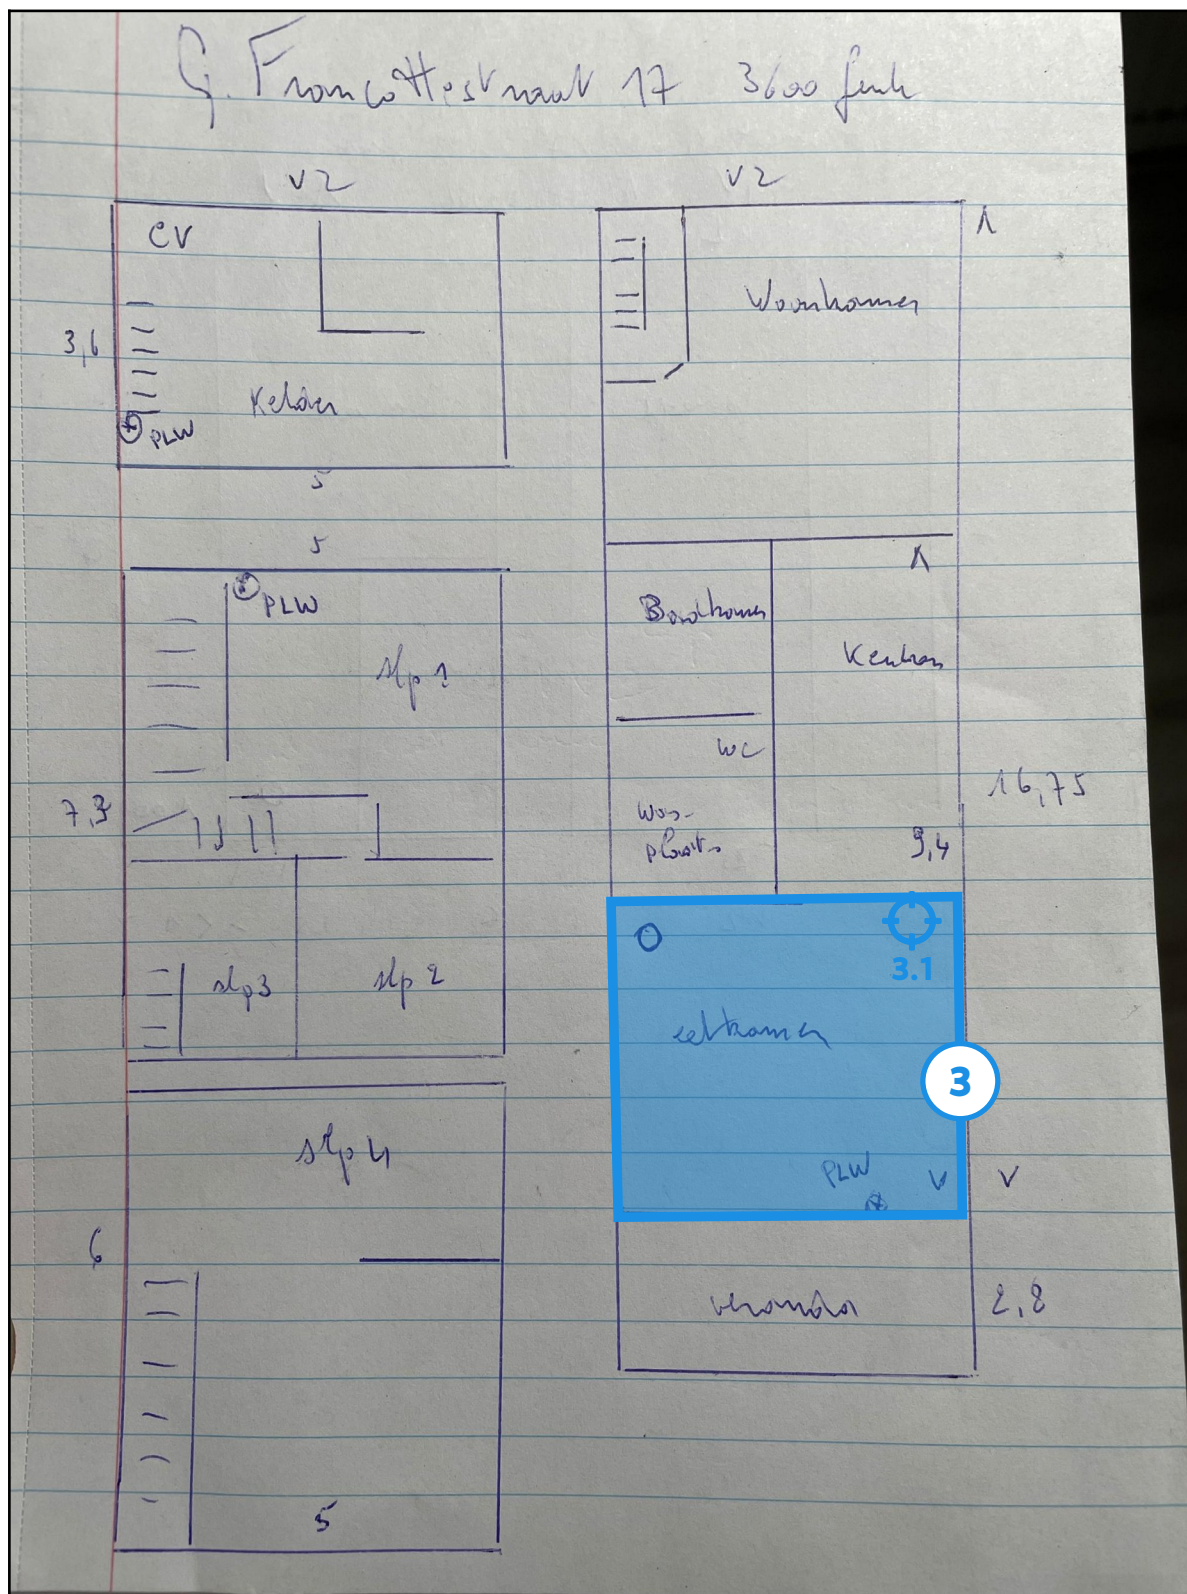 G. Francottestraat 17 3600 Genk
V2
CV
3,6
Kelder
PLW
5
5
PLW
slp 1
7,3
slp3
slp 2
slp 4
6
5
V2
Woonkamer
Badkamer
Keuken
WC
Was-
plaats
16,75
9,4
3.1
eetkamer
3
PLW
V V
veranda
2,8